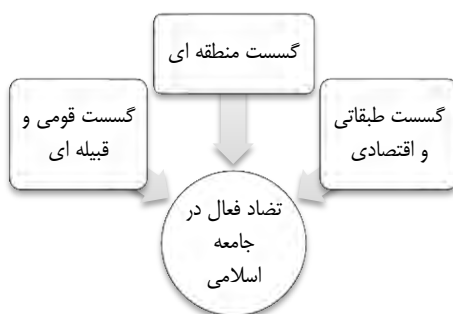 گسست منطقه ای
گسست طبقاتی
و اقتصادی
گسست قومی و
قبیله ای
تضاد فعال در
جامعه
اسلامی